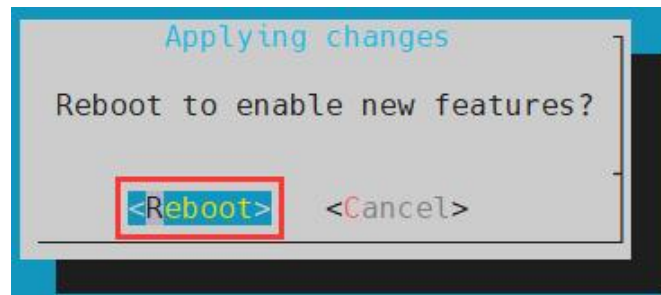 Applying changes
Reboot to enable new features?
<Reboot> <Cancel>